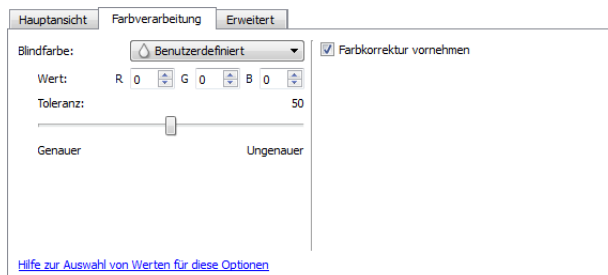 Hauptansicht Farbverarbeitung Erweitert
Blindfarbe: Benutzerdefiniert Farbkorrektur vornehmen
Wert: R 0 G 0 B 0
Toleranz: 50
Genauer Ungenauer
Hilfe zur Auswahl von Werten für diese Optionen